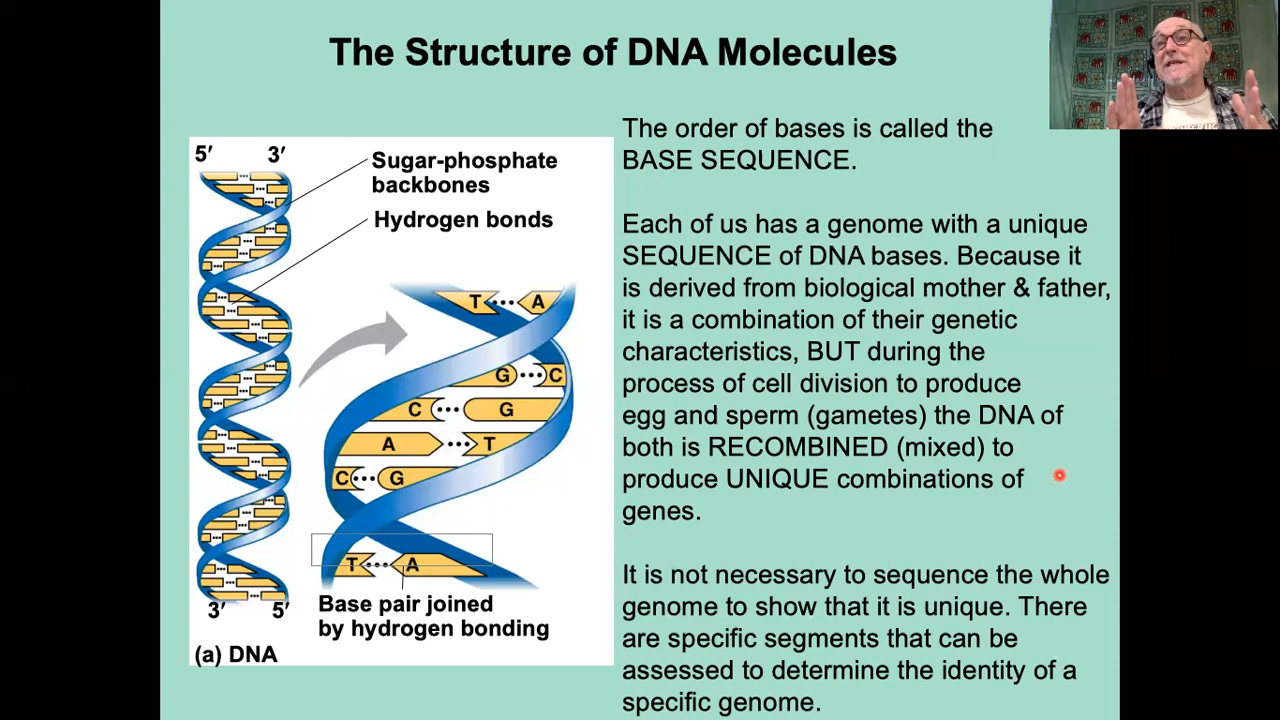 The Structure of DNA Molecules
5′ 3′
Sugar-phosphate
backbones
Hydrogen bonds
T A
G C
C G
A T
C G
T A
Base pair joined
by hydrogen bonding
3′ 5′
(a) DNA
The order of bases is called the
BASE SEQUENCE.
Each of us has a genome with a unique
SEQUENCE of DNA bases. Because it
is derived from biological mother & father,
it is a combination of their genetic
characteristics, BUT during the
process of cell division to produce
egg and sperm (gametes) the DNA of
both is RECOMBINED (mixed) to
produce UNIQUE combinations of
genes.
It is not necessary to sequence the whole
genome to show that it is unique. There
are specific segments that can be
assessed to determine the identity of a
specific genome.